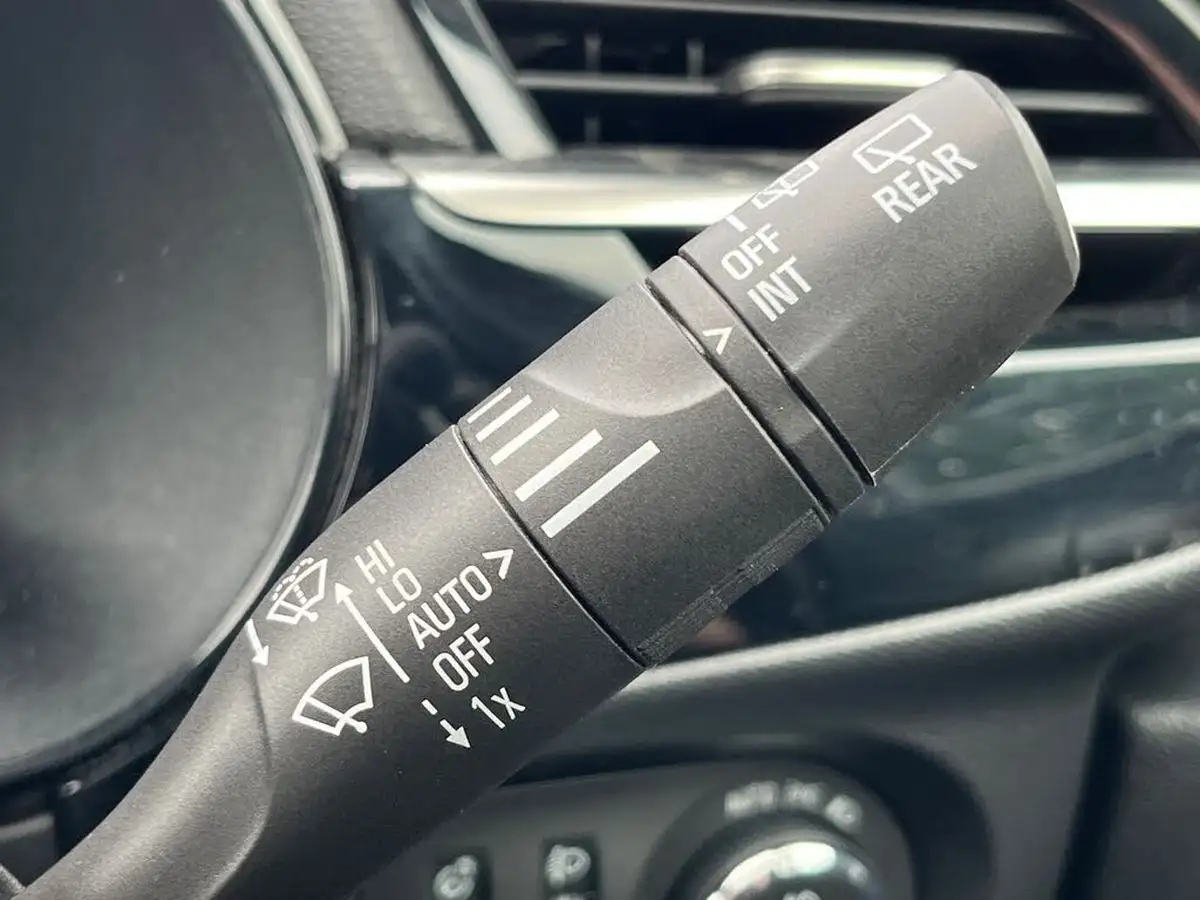 REAR
OFF
INT
>
HI
LO
AUTO >
OFF
1x